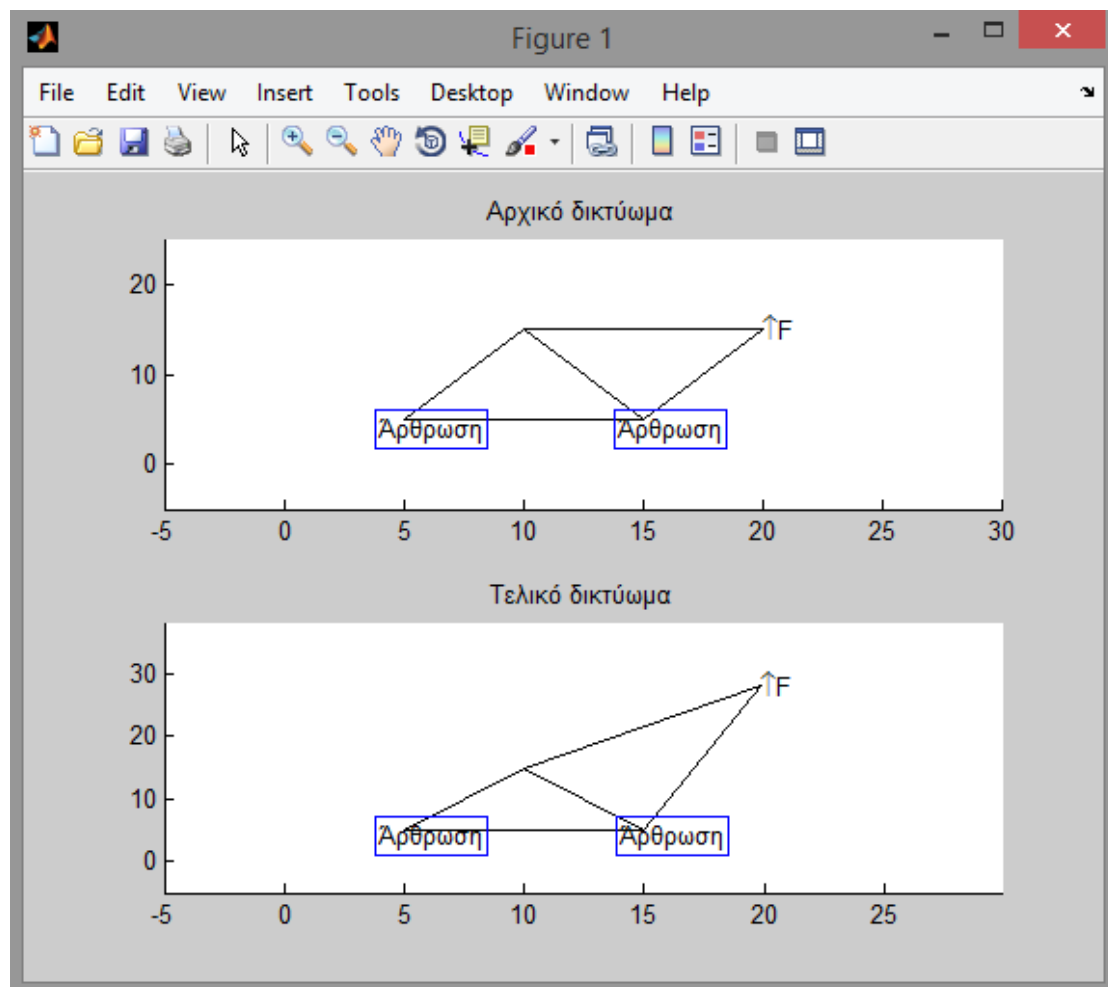 Figure 1
File Edit View Insert Tools Desktop Window Help
Αρχικό δικτύωμα
20
10
0
↑F
Άρθρωση Άρθρωση
-5 0 5 10 15 20 25 30
Τελικό δικτύωμα
30
20
10
0
↑F
Άρθρωση Άρθρωση
-5 0 5 10 15 20 25